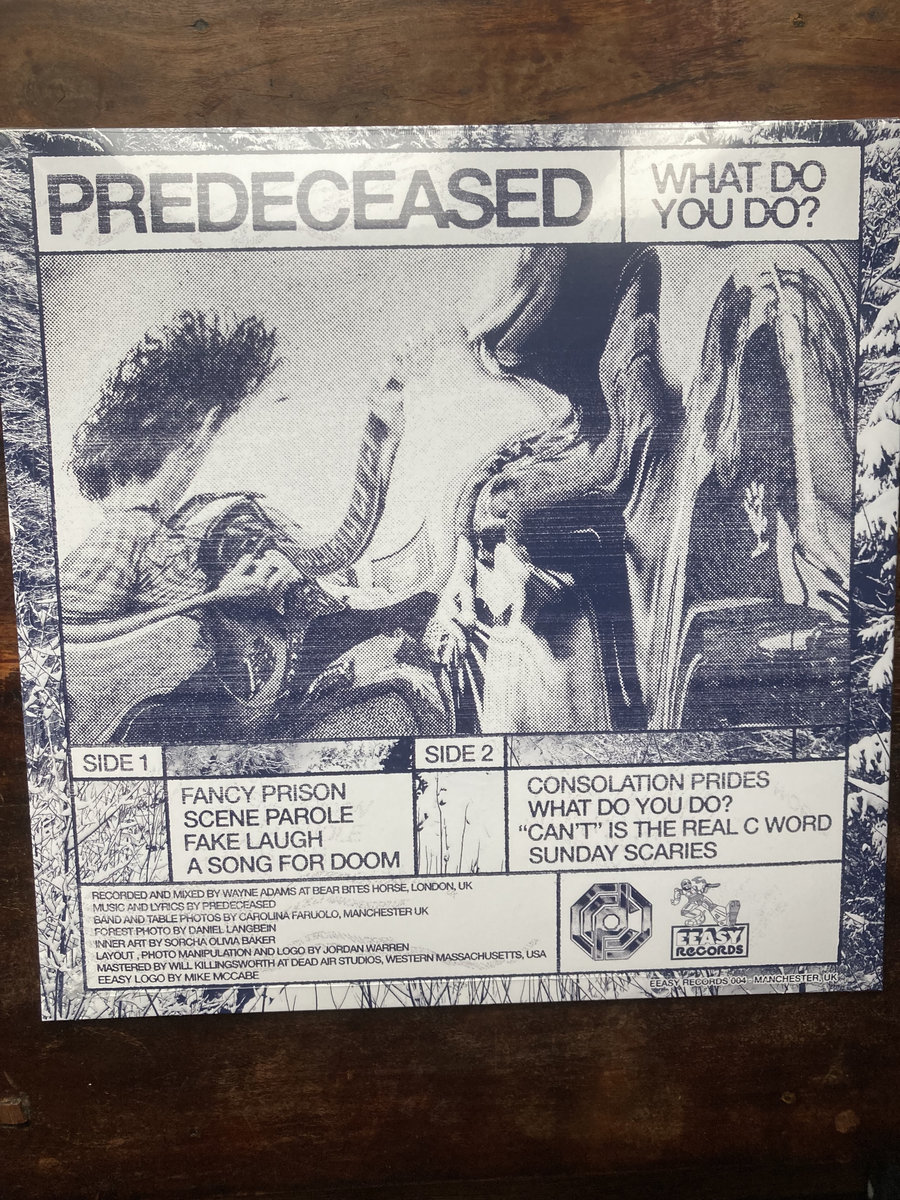 PREDECEASED
WHAT DO
YOU DO?
SIDE 1
FANCY PRISON
SCENE PAROLE
FAKE LAUGH
A SONG FOR DOOM
SIDE 2
CONSOLATION PRIDES
WHAT DO YOU DO?
“CAN'T” IS THE REAL C WORD
SUNDAY SCARIES
RECORDED AND MIXED BY WAYNE ADAMS AT BEAR BITES HORSE, LONDON, UK
MUSIC AND LYRICS BY PREDECEASED
BAND AND TABLE PHOTOS BY CAROLINA FARUOLO, MANCHESTER UK
FOREST PHOTO BY DANIEL LANGBEIN
INNER ART BY SORCHA OLIVIA BAKER
LAYOUT , PHOTO MANIPULATION AND LOGO BY JORDAN WARREN
MASTERED BY WILL KILLINGSWORTH AT DEAD AIR STUDIOS, WESTERN MASSACHUSETTS, USA
EEASY LOGO BY MIKE MCCABE
EEASY
RECORDS
EEASY RECORDS 004 - MANCHESTER, UK